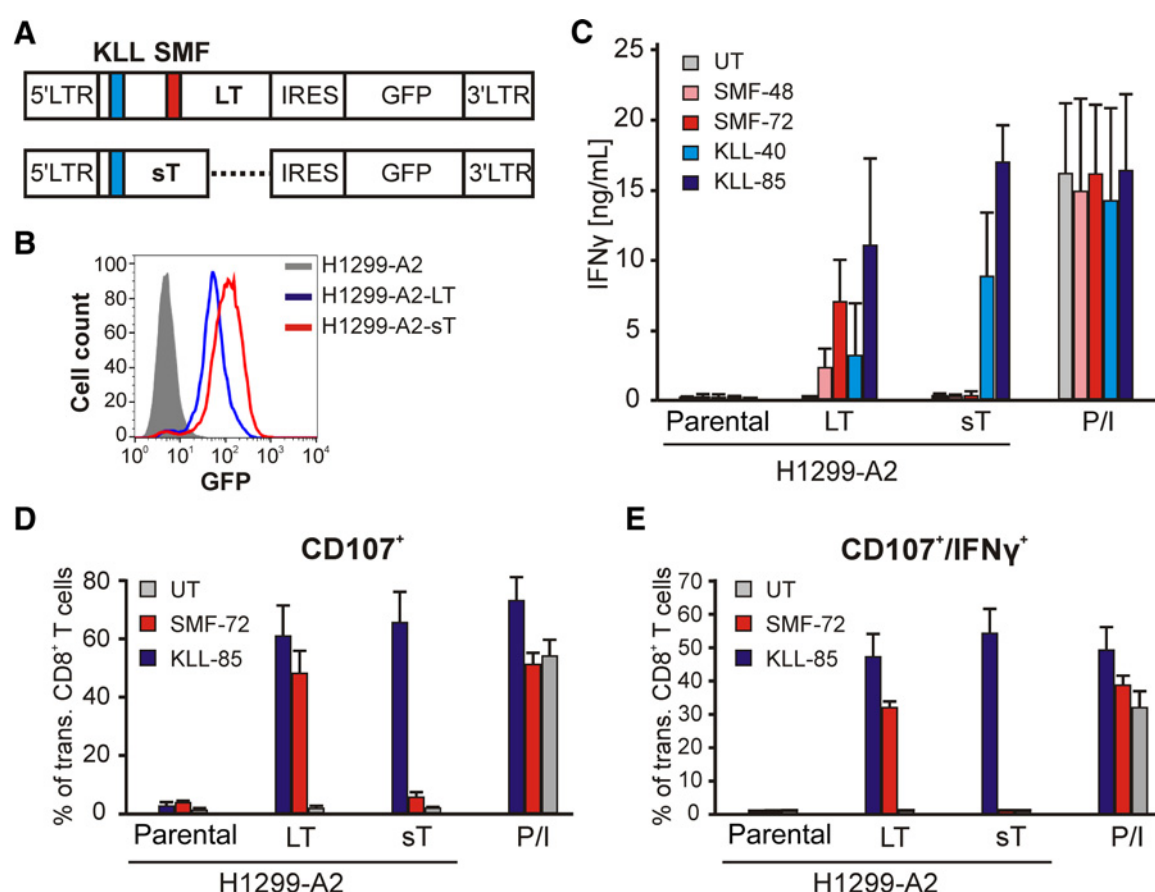 A
KLL SMF
5'LTR LT IRES GFP 3'LTR
5'LTR sT IRES GFP 3'LTR
B
100
80
60
40
20
0
Cell count
10⁰ 10¹ 10² 10³ 10⁴
GFP
H1299-A2
H1299-A2-LT
H1299-A2-sT
C
IFNγ [ng/mL]
25
20
15
10
5
0
UT
SMF-48
SMF-72
KLL-40
KLL-85
Parental LT sT P/I
H1299-A2
D
CD107⁺
% of trans. CD8⁺ T cells
80
60
40
20
0
UT
SMF-72
KLL-85
Parental LT sT P/I
H1299-A2
E
CD107⁺/IFNγ⁺
% of trans. CD8⁺ T cells
70
60
50
40
30
20
10
0
UT
SMF-72
KLL-85
Parental LT sT P/I
H1299-A2